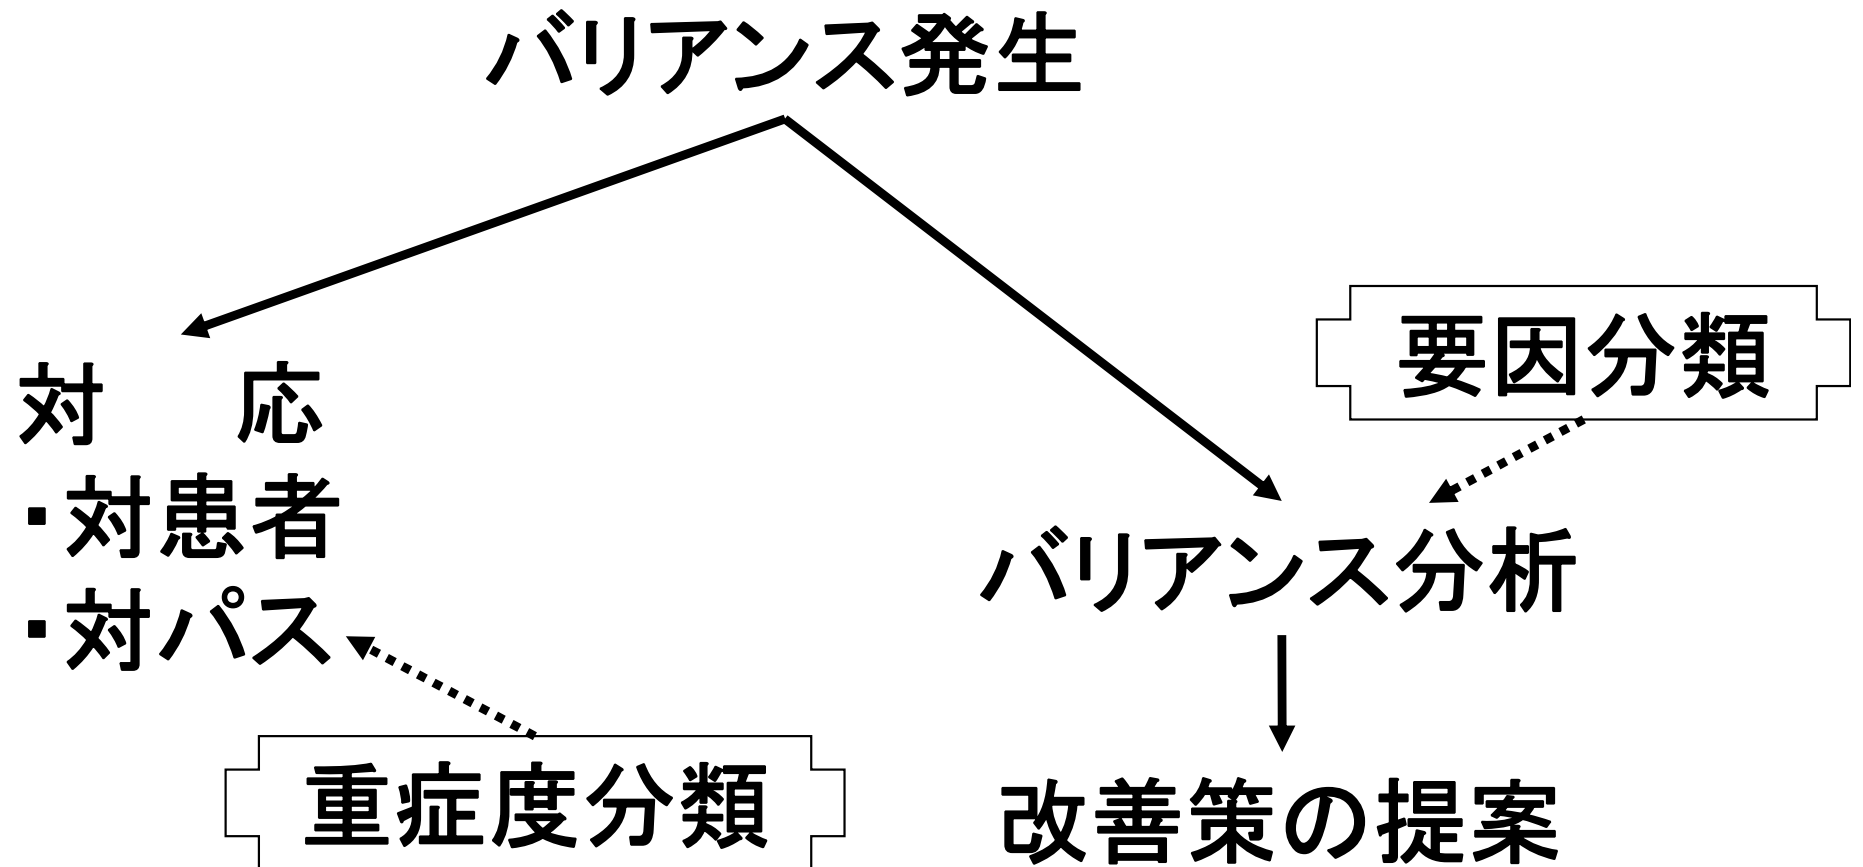 バリアンス発生
要因分類
対　応
・対患者
・対パス
バリアンス分析
重症度分類
改善策の提案